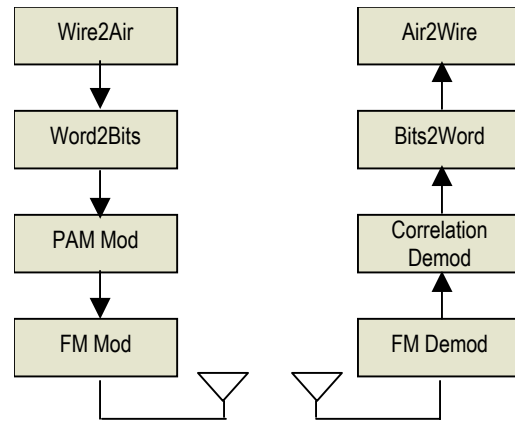 Wire2Air
Word2Bits
PAM Mod
FM Mod
Air2Wire
Bits2Word
Correlation
Demod
FM Demod